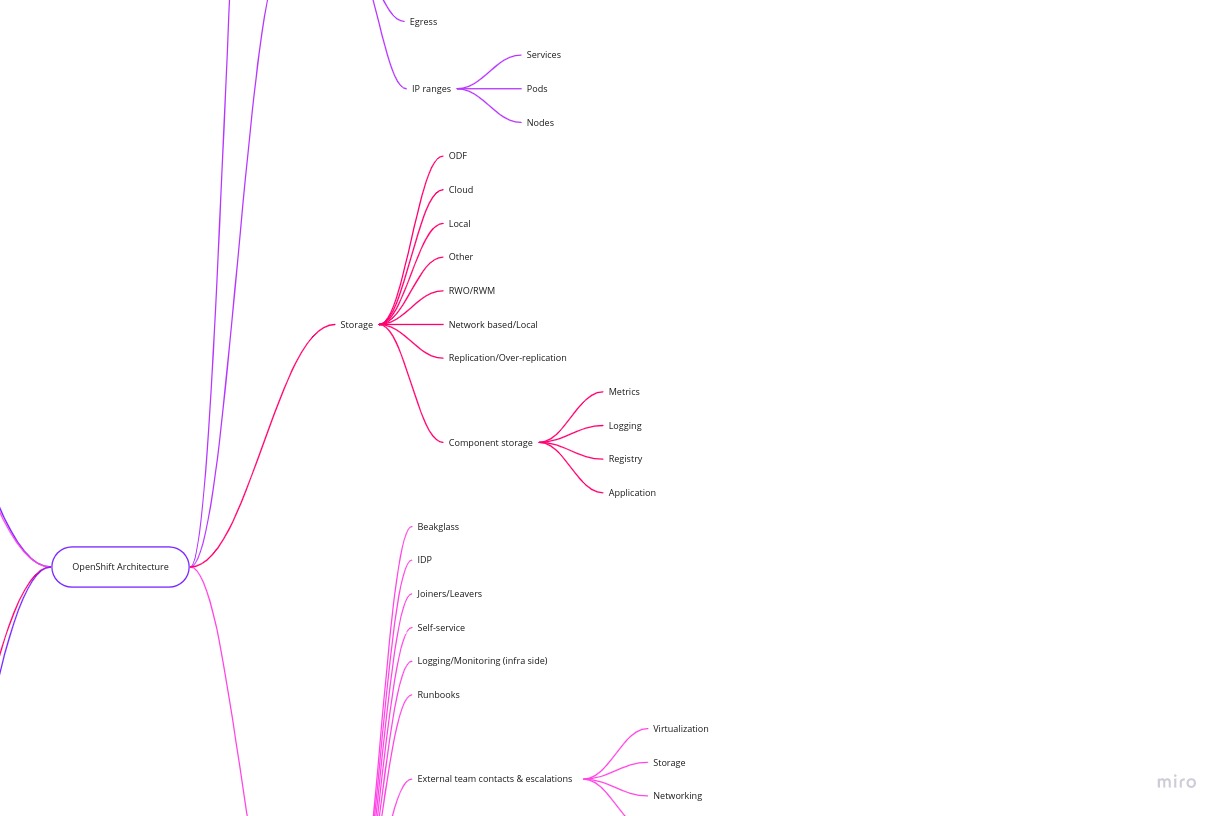 Egress
IP ranges
Services
Pods
Nodes
OpenShift Architecture
Storage
ODF
Cloud
Local
Other
RWO/RWM
Network based/Local
Replication/Over-replication
Component storage
Metrics
Logging
Registry
Application
Beakglass
IDP
Joiners/Leavers
Self-service
Logging/Monitoring (infra side)
Runbooks
External team contacts & escalations
Virtualization
Storage
Networking
miro